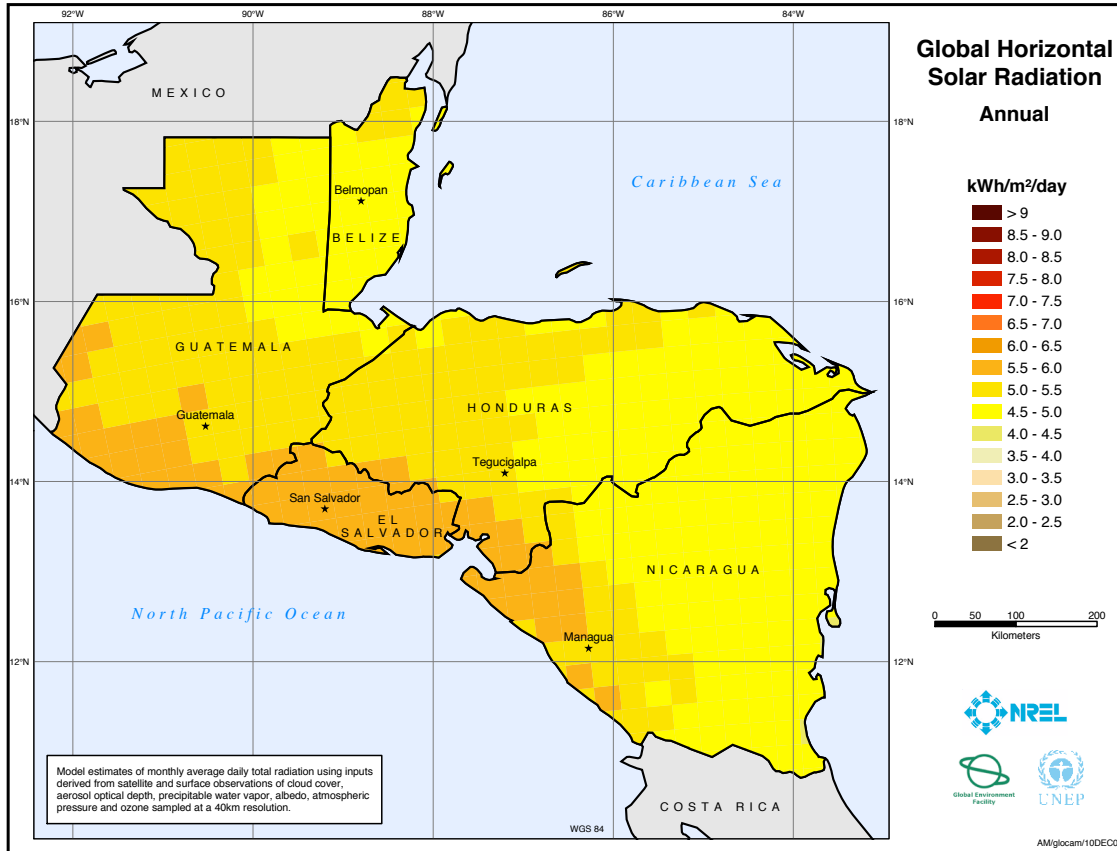 92°W 90°W 88°W 86°W 84°W
Global Horizontal
Solar Radiation
Annual
MEXICO
18°N 18°N
Caribbean Sea
Belmopan
BELIZE
kWh/m²/day
> 9
8.5 - 9.0
8.0 - 8.5
7.5 - 8.0
7.0 - 7.5
6.5 - 7.0
6.0 - 6.5
5.5 - 6.0
5.0 - 5.5
4.5 - 5.0
4.0 - 4.5
3.5 - 4.0
3.0 - 3.5
2.5 - 3.0
2.0 - 2.5
< 2
16°N 16°N
GUATEMALA
Guatemala
HONDURAS
Tegucigalpa
14°N 14°N
San Salvador
EL
SALVADOR
NICARAGUA
North Pacific Ocean
Managua
0 50 100 200
Kilometers
12°N 12°N
NREL
Global Environment
Facility
UNEP
Model estimates of monthly average daily total radiation using inputs
derived from satellite and surface observations of cloud cover,
aerosol optical depth, precipitable water vapor, albedo, atmospheric
pressure and ozone sampled at a 40km resolution.
COSTA RICA
WGS 84